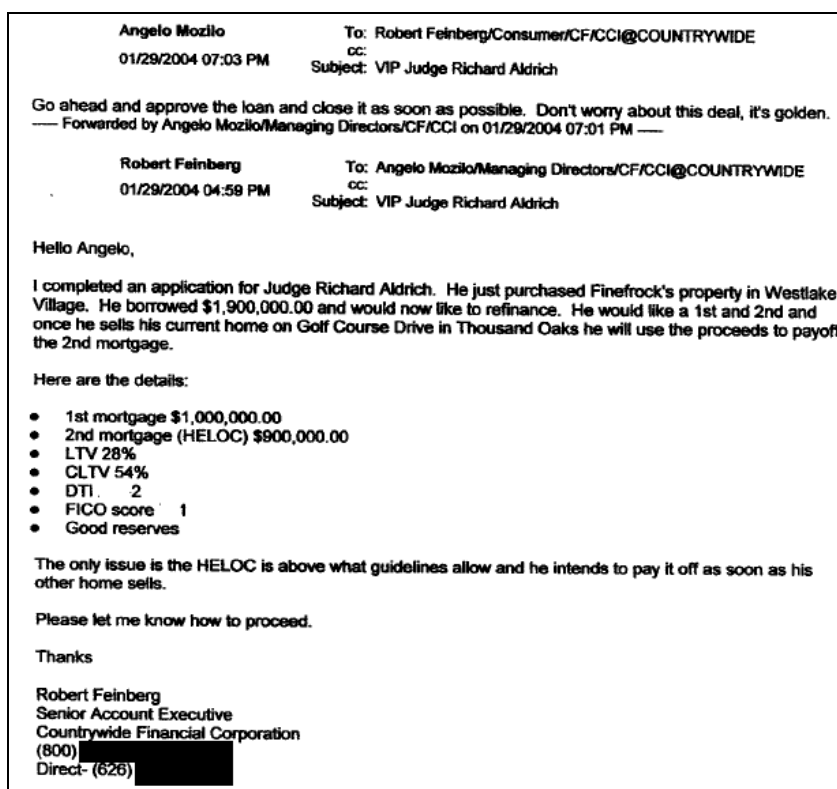 Angelo Mozilo To: Robert Feinberg/Consumer/CF/CCI@COUNTRYWIDE
cc:
01/29/2004 07:03 PM
Subject: VIP Judge Richard Aldrich
Go ahead and approve the loan and close it as soon as possible. Don't worry about this deal, it's golden.
----- Forwarded by Angelo Mozilo/Managing Directors/CF/CCI on 01/29/2004 07:01 PM -----
Robert Feinberg To: Angelo Mozilo/Managing Directors/CF/CCI@COUNTRYWIDE
cc:
01/29/2004 04:59 PM
Subject: VIP Judge Richard Aldrich
Hello Angelo,
I completed an application for Judge Richard Aldrich. He just purchased Finefrock's property in Westlake
Village. He borrowed $1,900,000.00 and would now like to refinance. He would like a 1st and 2nd and
once he sells his current home on Golf Course Drive in Thousand Oaks he will use the proceeds to payoff
the 2nd mortgage.
Here are the details:
• 1st mortgage $1,000,000.00
• 2nd mortgage (HELOC) $900,000.00
• LTV 28%
• CLTV 54%
• DTI 2
• FICO score 1
• Good reserves
The only issue is the HELOC is above what guidelines allow and he intends to pay it off as soon as his
other home sells.
Please let me know how to proceed.
Thanks
Robert Feinberg
Senior Account Executive
Countrywide Financial Corporation
(800)
Direct- (626)